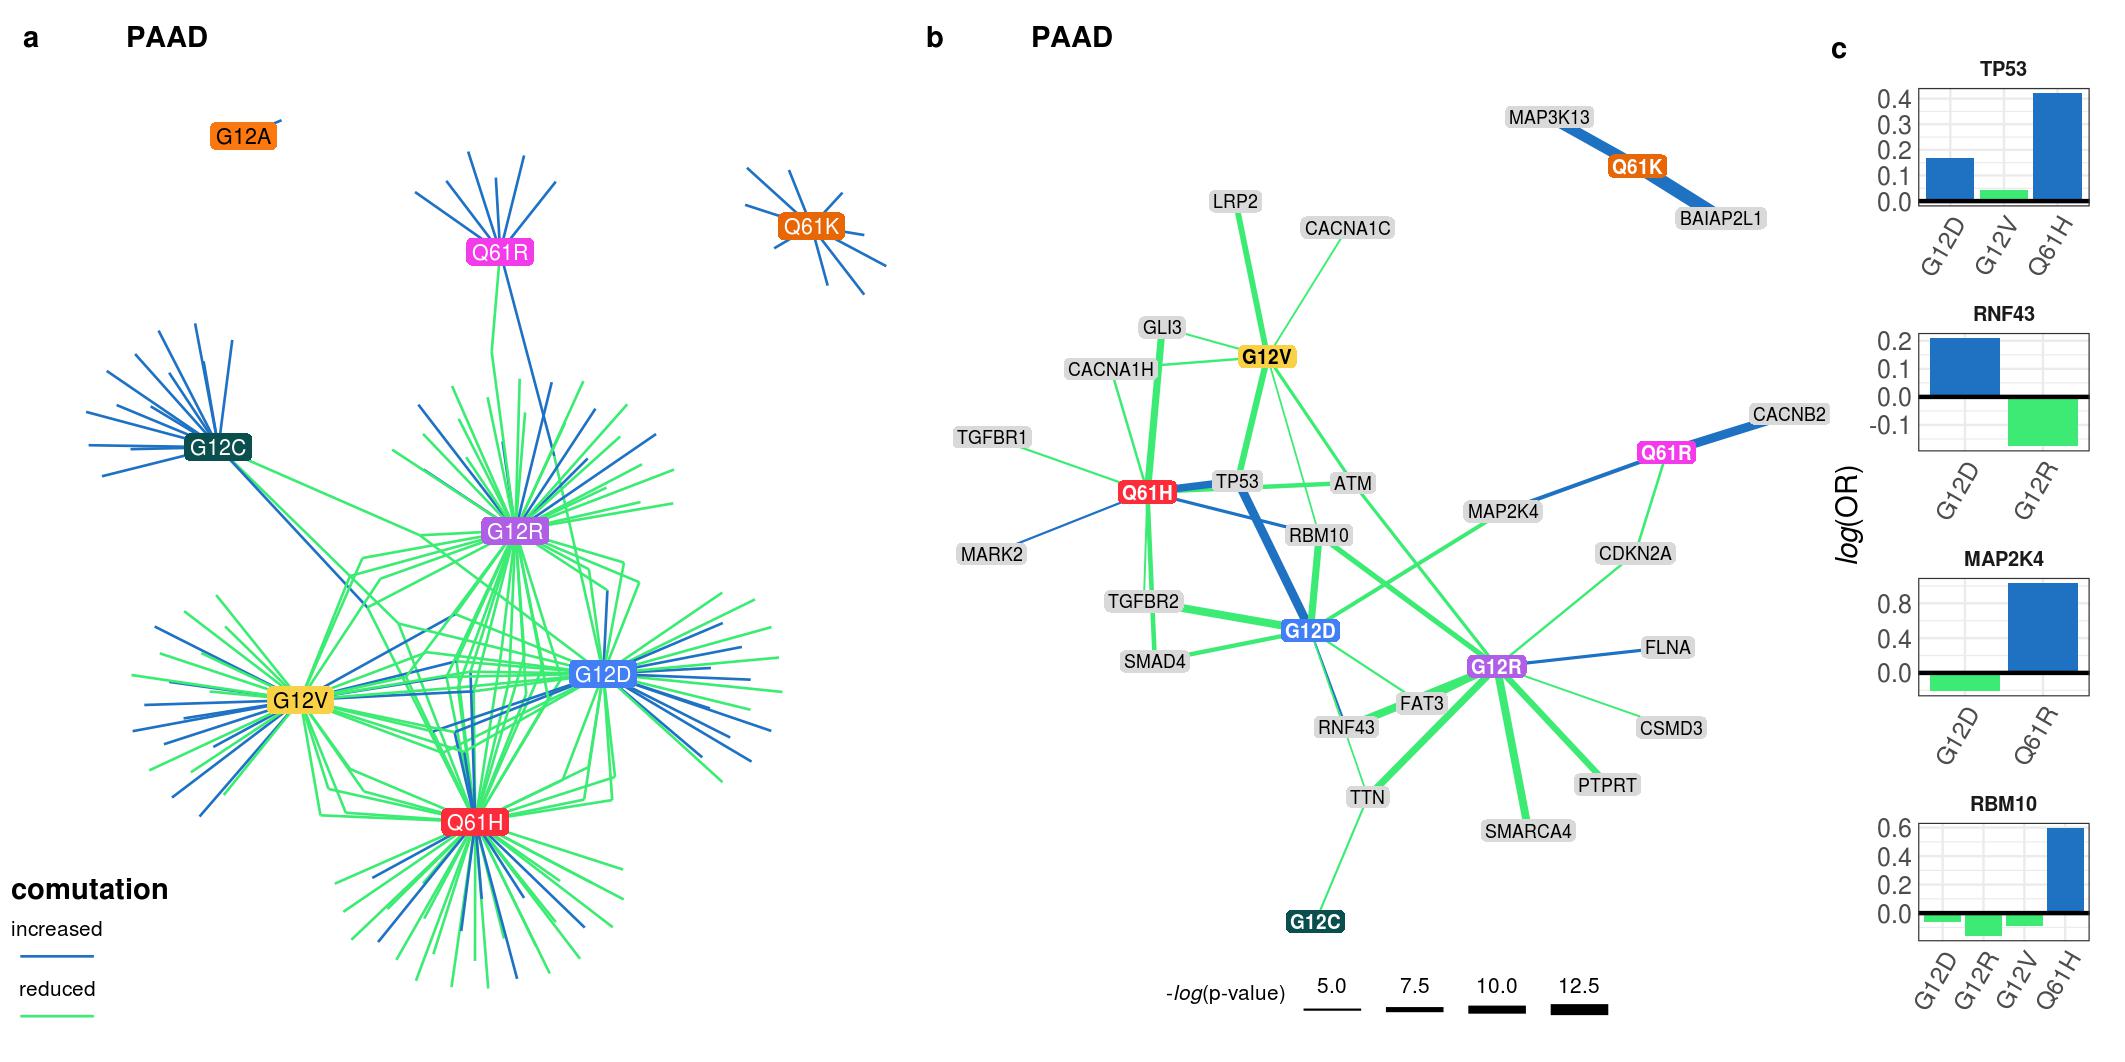 a
PAAD
G12A
Q61R
Q61K
G12C
G12R
G12D
G12V
Q61H
comutation
increased
reduced
b
PAAD
MAP3K13
Q61K
BAIAP2L1
LRP2
CACNA1C
GLI3
G12V
CACNA1H
CACNB2
TGFBR1
Q61R
Q61H
TP53
ATM
MAP2K4
RBM10
MARK2
CDKN2A
TGFBR2
G12D
SMAD4
FLNA
G12R
FAT3
RNF43
CSMD3
PTPRT
TTN
SMARCA4
G12C
-log(p-value)
5.0 7.5 10.0 12.5
c
log(OR)
TP53
0.4
0.3
0.2
0.1
0.0
G12D G12V Q61H
RNF43
0.2
0.1
0.0
-0.1
G12D G12R
MAP2K4
0.8
0.4
0.0
G12D Q61R
RBM10
0.6
0.4
0.2
0.0
G12D G12R G12V Q61H